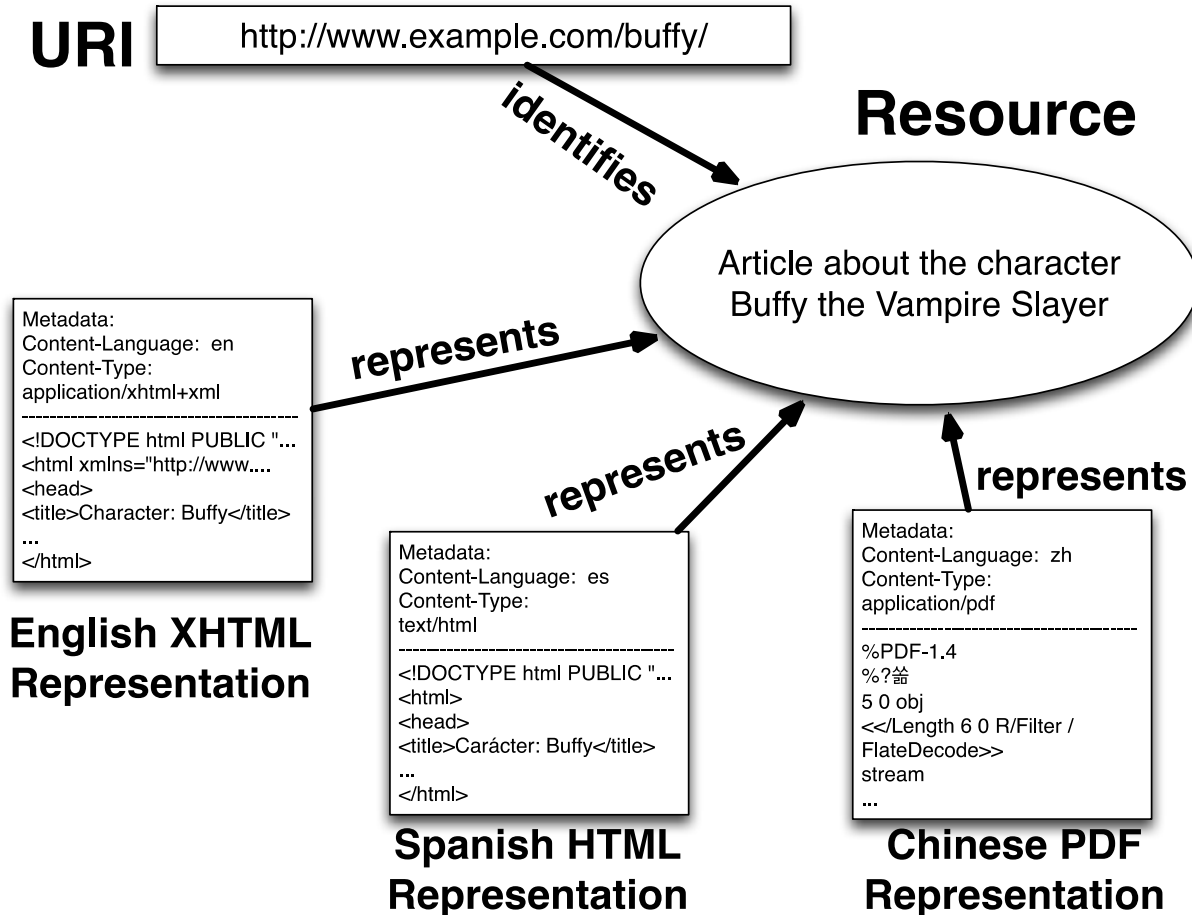 URI
http://www.example.com/buffy/
identifies
Resource
Article about the character
Buffy the Vampire Slayer
represents
Metadata:
Content-Language: en
Content-Type:
application/xhtml+xml
---------------------------------------
<!DOCTYPE html PUBLIC "...
<html xmlns="http://www....
<head>
<title>Character: Buffy</title>
...
</html>
English XHTML
Representation
represents
Metadata:
Content-Language: es
Content-Type:
text/html
---------------------------------------
<!DOCTYPE html PUBLIC "...
<html>
<head>
<title>Carácter: Buffy</title>
...
</html>
Spanish HTML
Representation
represents
Metadata:
Content-Language: zh
Content-Type:
application/pdf
---------------------------------------
%PDF-1.4
%?
5 0 obj
<</Length 6 0 R/Filter /
FlateDecode>>
stream
...
Chinese PDF
Representation